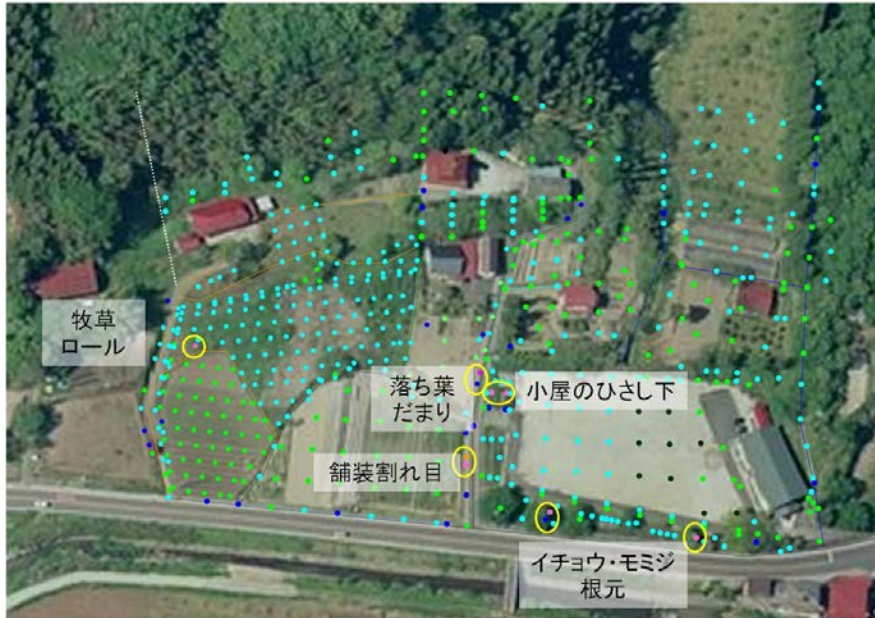 牧草
ロール
落ち葉
だまり
小屋のひさし下
舗装割れ目
イチョウ・モミジ
根元